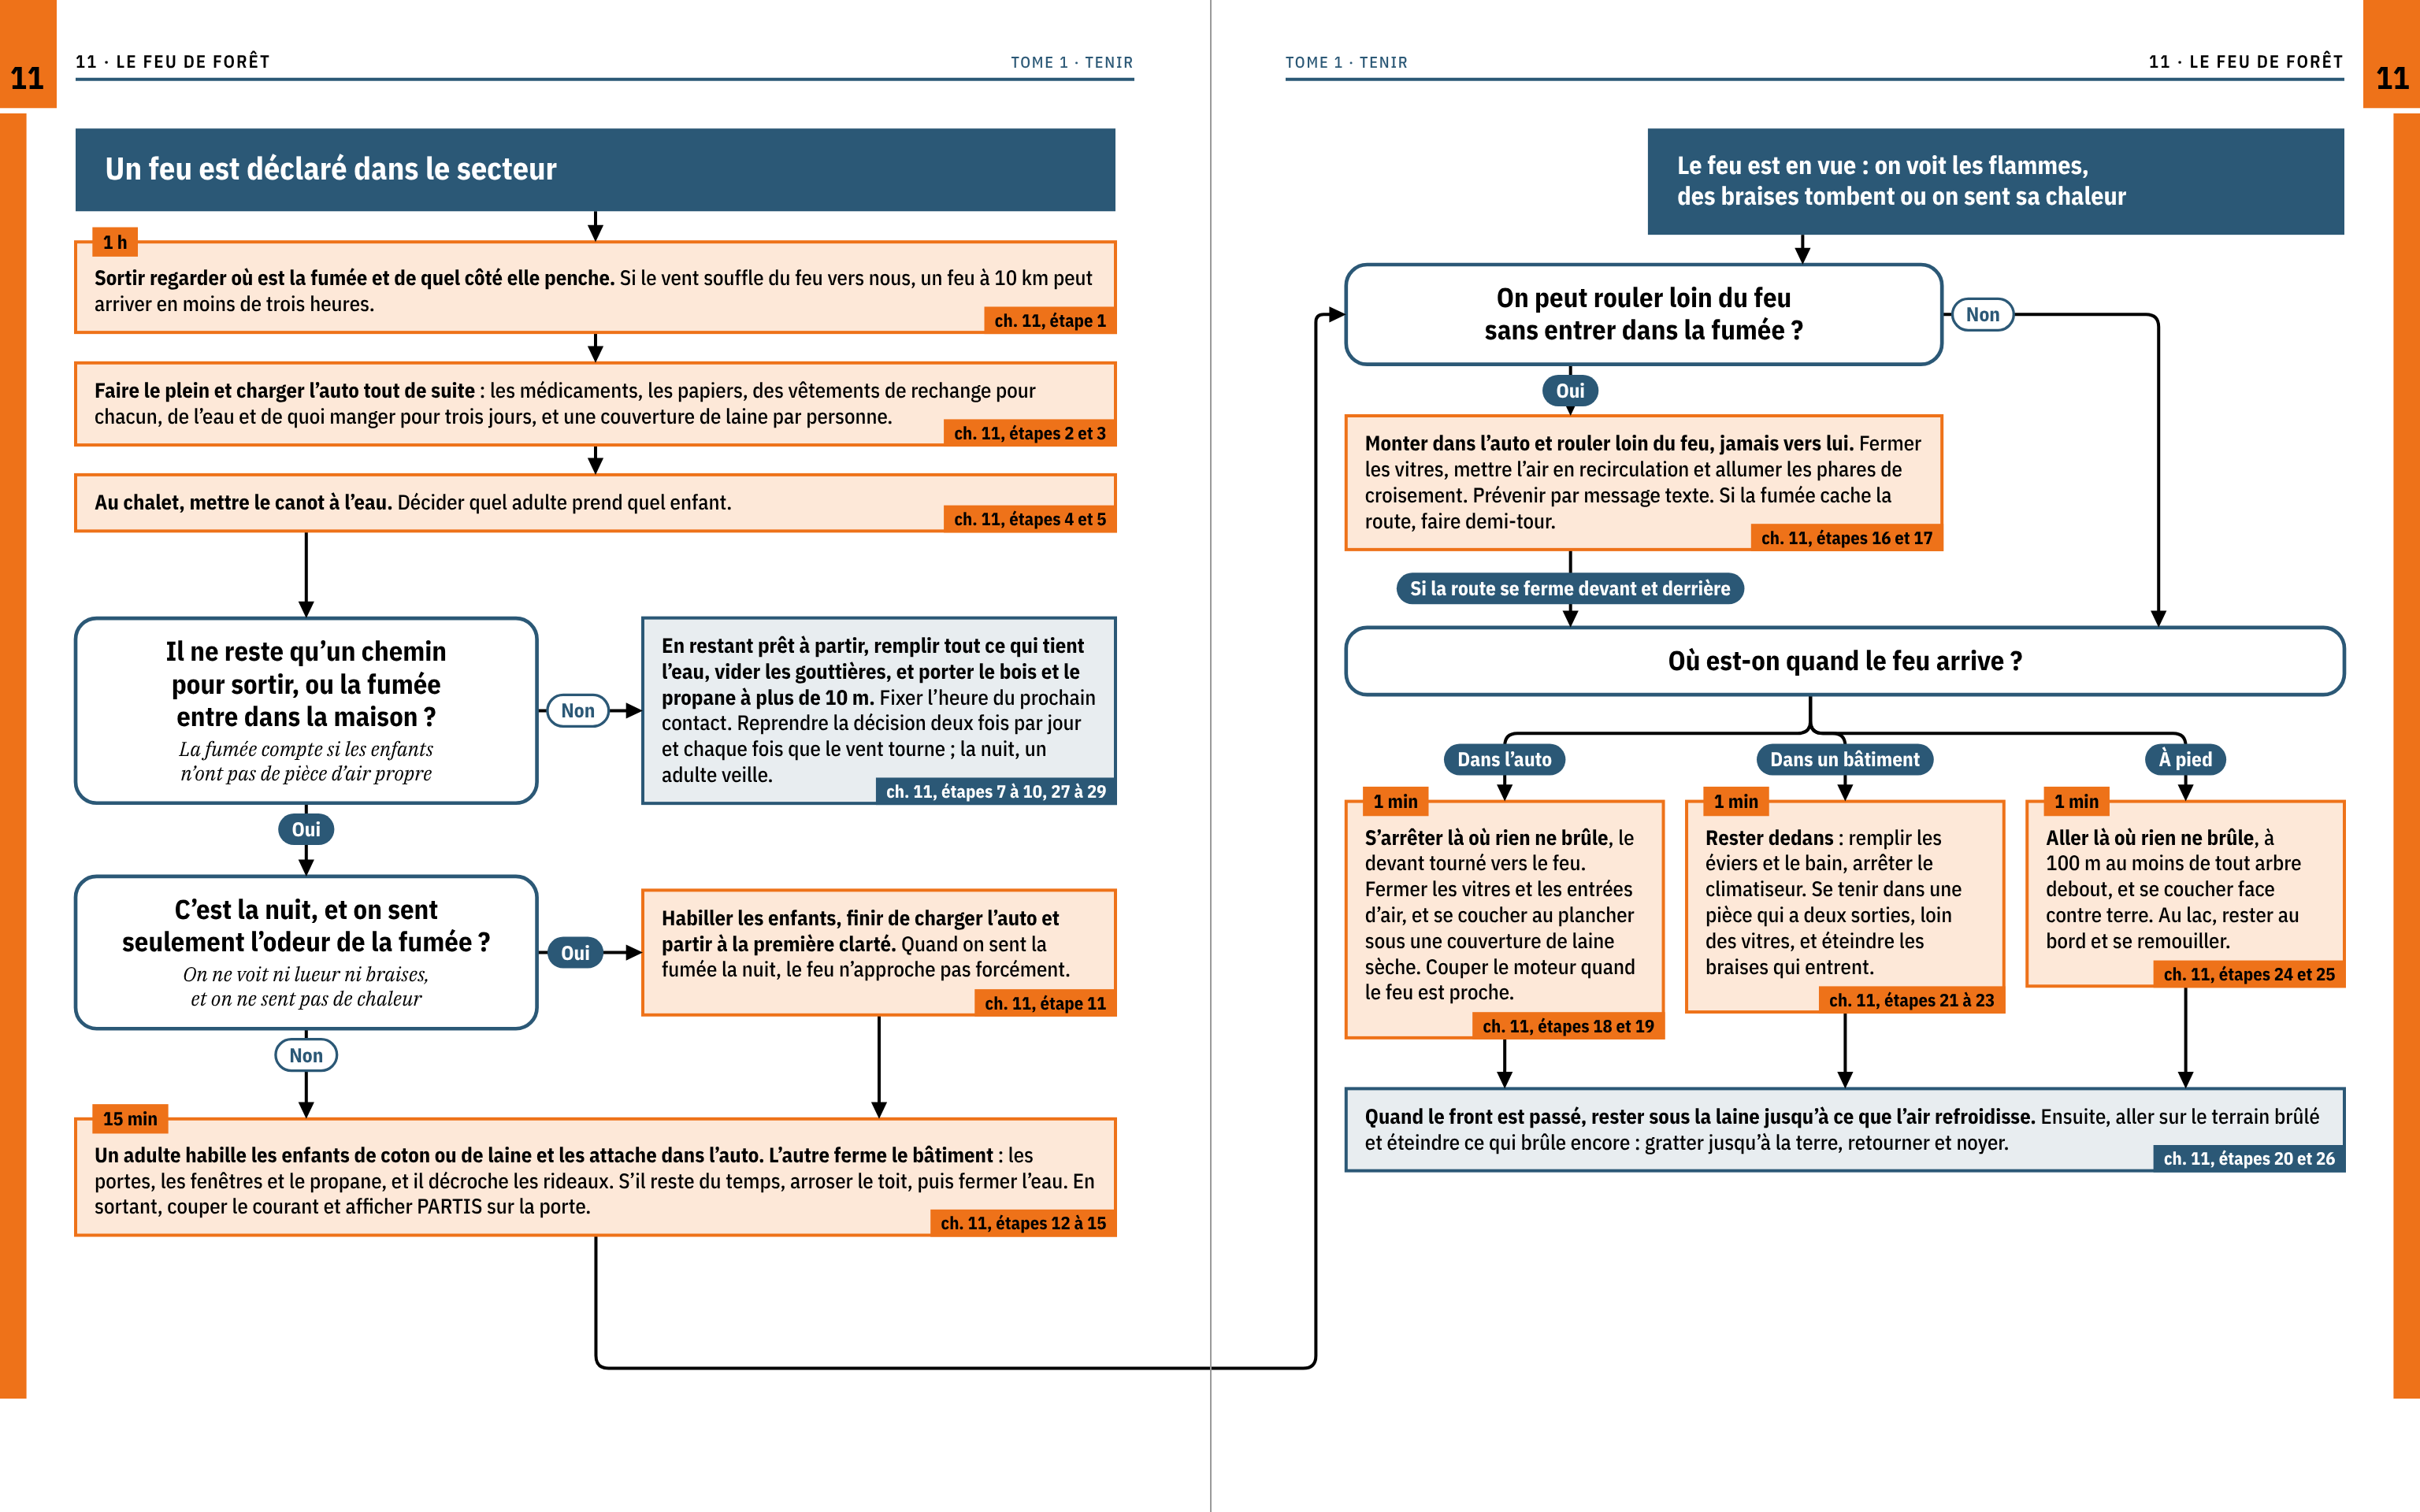 11
11 · LE FEU DE FORÊT
TOME 1 · TENIR
Un feu est déclaré dans le secteur
1 h
Sortir regarder où est la fumée et de quel côté elle penche. Si le vent souffle du feu vers nous, un feu à 10 km peut
arriver en moins de trois heures.
ch. 11, étape 1
Faire le plein et charger l’auto tout de suite : les médicaments, les papiers, des vêtements de rechange pour
chacun, de l’eau et de quoi manger pour trois jours, et une couverture de laine par personne.
ch. 11, étapes 2 et 3
Au chalet, mettre le canot à l’eau. Décider quel adulte prend quel enfant.
ch. 11, étapes 4 et 5
Il ne reste qu’un chemin
pour sortir, ou la fumée
entre dans la maison ?
La fumée compte si les enfants
n’ont pas de pièce d’air propre
Non
En restant prêt à partir, remplir tout ce qui tient
l’eau, vider les gouttières, et porter le bois et le
propane à plus de 10 m. Fixer l’heure du prochain
contact. Reprendre la décision deux fois par jour
et chaque fois que le vent tourne ; la nuit, un
adulte veille.
ch. 11, étapes 7 à 10, 27 à 29
Oui
C’est la nuit, et on sent
seulement l’odeur de la fumée ?
On ne voit ni lueur ni braises,
et on ne sent pas de chaleur
Oui
Habiller les enfants, finir de charger l’auto et
partir à la première clarté. Quand on sent la
fumée la nuit, le feu n’approche pas forcément.
ch. 11, étape 11
Non
15 min
Un adulte habille les enfants de coton ou de laine et les attache dans l’auto. L’autre ferme le bâtiment : les
portes, les fenêtres et le propane, et il décroche les rideaux. S’il reste du temps, arroser le toit, puis fermer l’eau. En
sortant, couper le courant et afficher PARTIS sur la porte.
ch. 11, étapes 12 à 15
TOME 1 · TENIR
11 · LE FEU DE FORÊT
11
Le feu est en vue : on voit les flammes,
des braises tombent ou on sent sa chaleur
On peut rouler loin du feu
sans entrer dans la fumée ?
Non
Oui
Monter dans l’auto et rouler loin du feu, jamais vers lui. Fermer
les vitres, mettre l’air en recirculation et allumer les phares de
croisement. Prévenir par message texte. Si la fumée cache la
route, faire demi-tour.
ch. 11, étapes 16 et 17
Si la route se ferme devant et derrière
Où est-on quand le feu arrive ?
Dans l’auto
1 min
S’arrêter là où rien ne brûle, le
devant tourné vers le feu.
Fermer les vitres et les entrées
d’air, et se coucher au plancher
sous une couverture de laine
sèche. Couper le moteur quand
le feu est proche.
ch. 11, étapes 18 et 19
Dans un bâtiment
1 min
Rester dedans : remplir les
éviers et le bain, arrêter le
climatiseur. Se tenir dans une
pièce qui a deux sorties, loin
des vitres, et éteindre les
braises qui entrent.
ch. 11, étapes 21 à 23
À pied
1 min
Aller là où rien ne brûle, à
100 m au moins de tout arbre
debout, et se coucher face
contre terre. Au lac, rester au
bord et se remouiller.
ch. 11, étapes 24 et 25
Quand le front est passé, rester sous la laine jusqu’à ce que l’air refroidisse. Ensuite, aller sur le terrain brûlé
et éteindre ce qui brûle encore : gratter jusqu’à la terre, retourner et noyer.
ch. 11, étapes 20 et 26